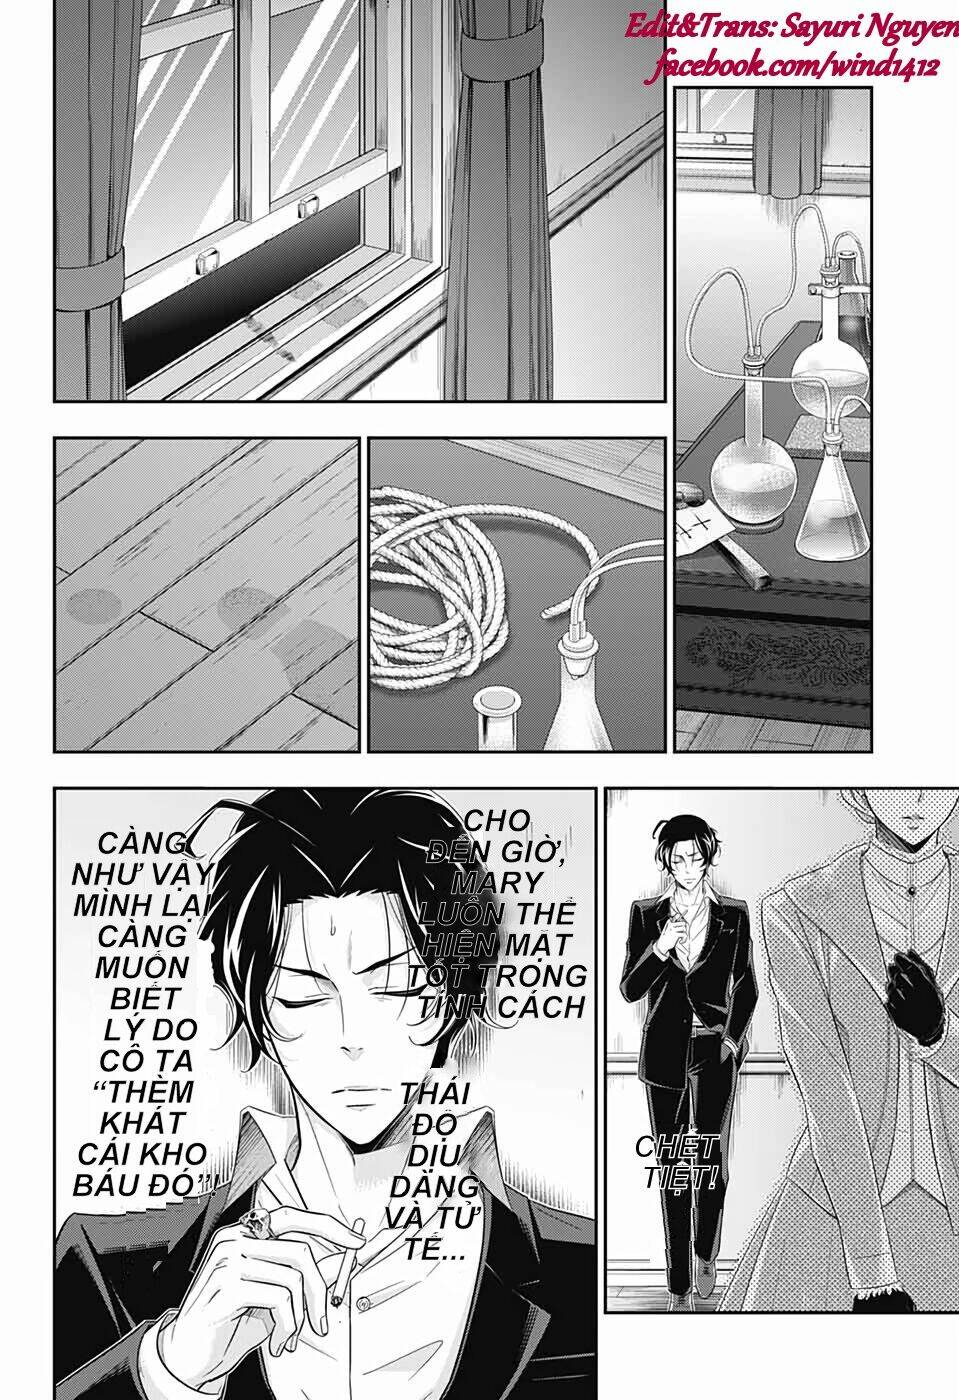 Edit&Trans: Sayuri Nguyen
facebook.com/wind1412
CHẾT
TIỆT!
CHO
ĐẾN GIỜ,
MARY
LUÔN THỂ
HIỆN MẶT
TỐT TRONG
TÍNH CÁCH
THÁI
ĐỘ
DỊU
DÀNG
VÀ TỬ
TẾ...
CÀNG
NHƯ VẬY
MÌNH LẠI
CÀNG
MUỐN
BIẾT
LÝ DO
CÔ TA
“THÈM
KHÁT
CÁI KHO
BÁU ĐÓ”!